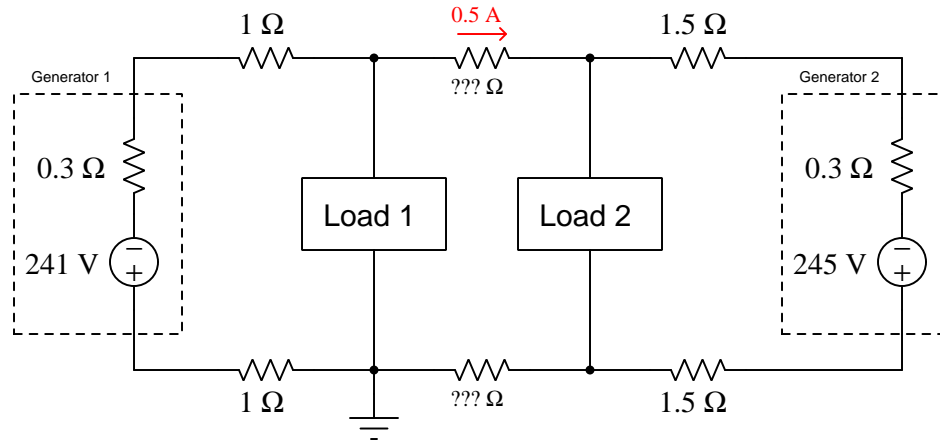 0.5 A
1 Ω
1.5 Ω
??? Ω
Generator 1
Generator 2
0.3 Ω
0.3 Ω
Load 1
Load 2
−
+
241 V
−
+
245 V
1 Ω
??? Ω
1.5 Ω